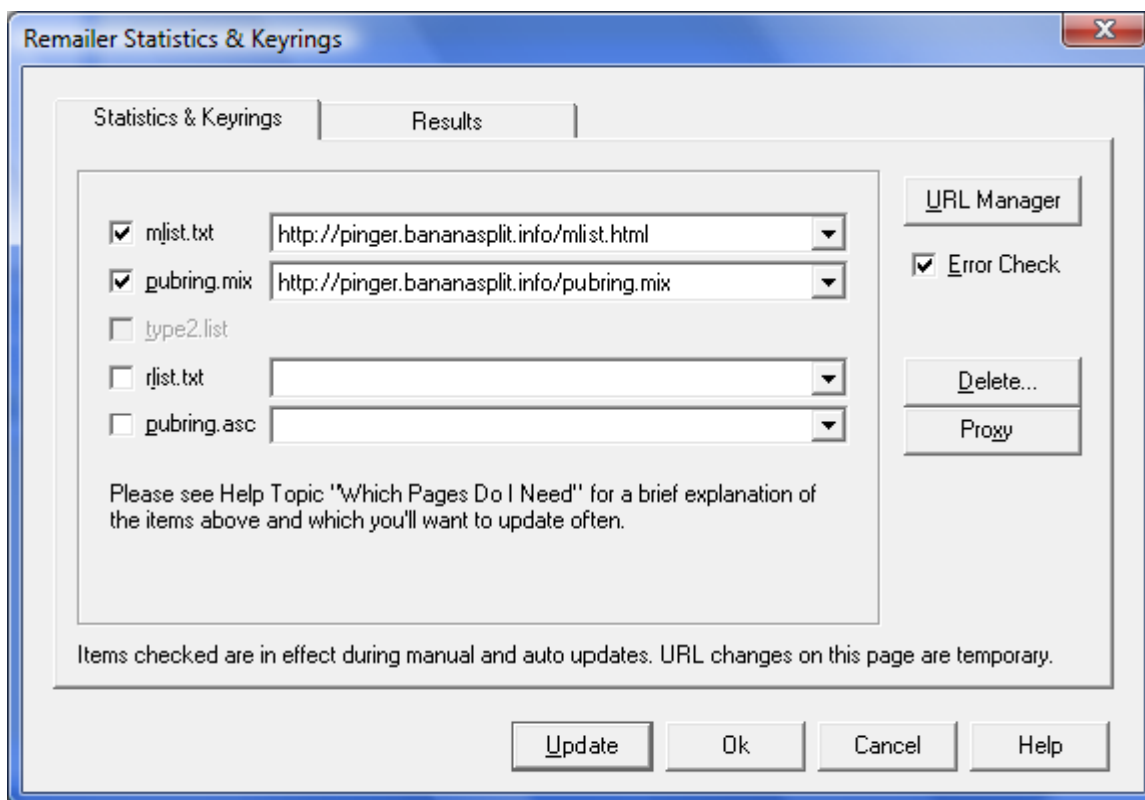 Remailer Statistics & Keyrings
Statistics & Keyrings
Results
mlist.txt
http://pinger.bananasplit.info/mlist.html
URL Manager
pubring.mix
http://pinger.bananasplit.info/pubring.mix
Error Check
type2.list
rlist.txt
Delete...
pubring.asc
Proxy
Please see Help Topic "Which Pages Do I Need" for a brief explanation of
the items above and which you'll want to update often.
Items checked are in effect during manual and auto updates. URL changes on this page are temporary.
Update
Ok
Cancel
Help